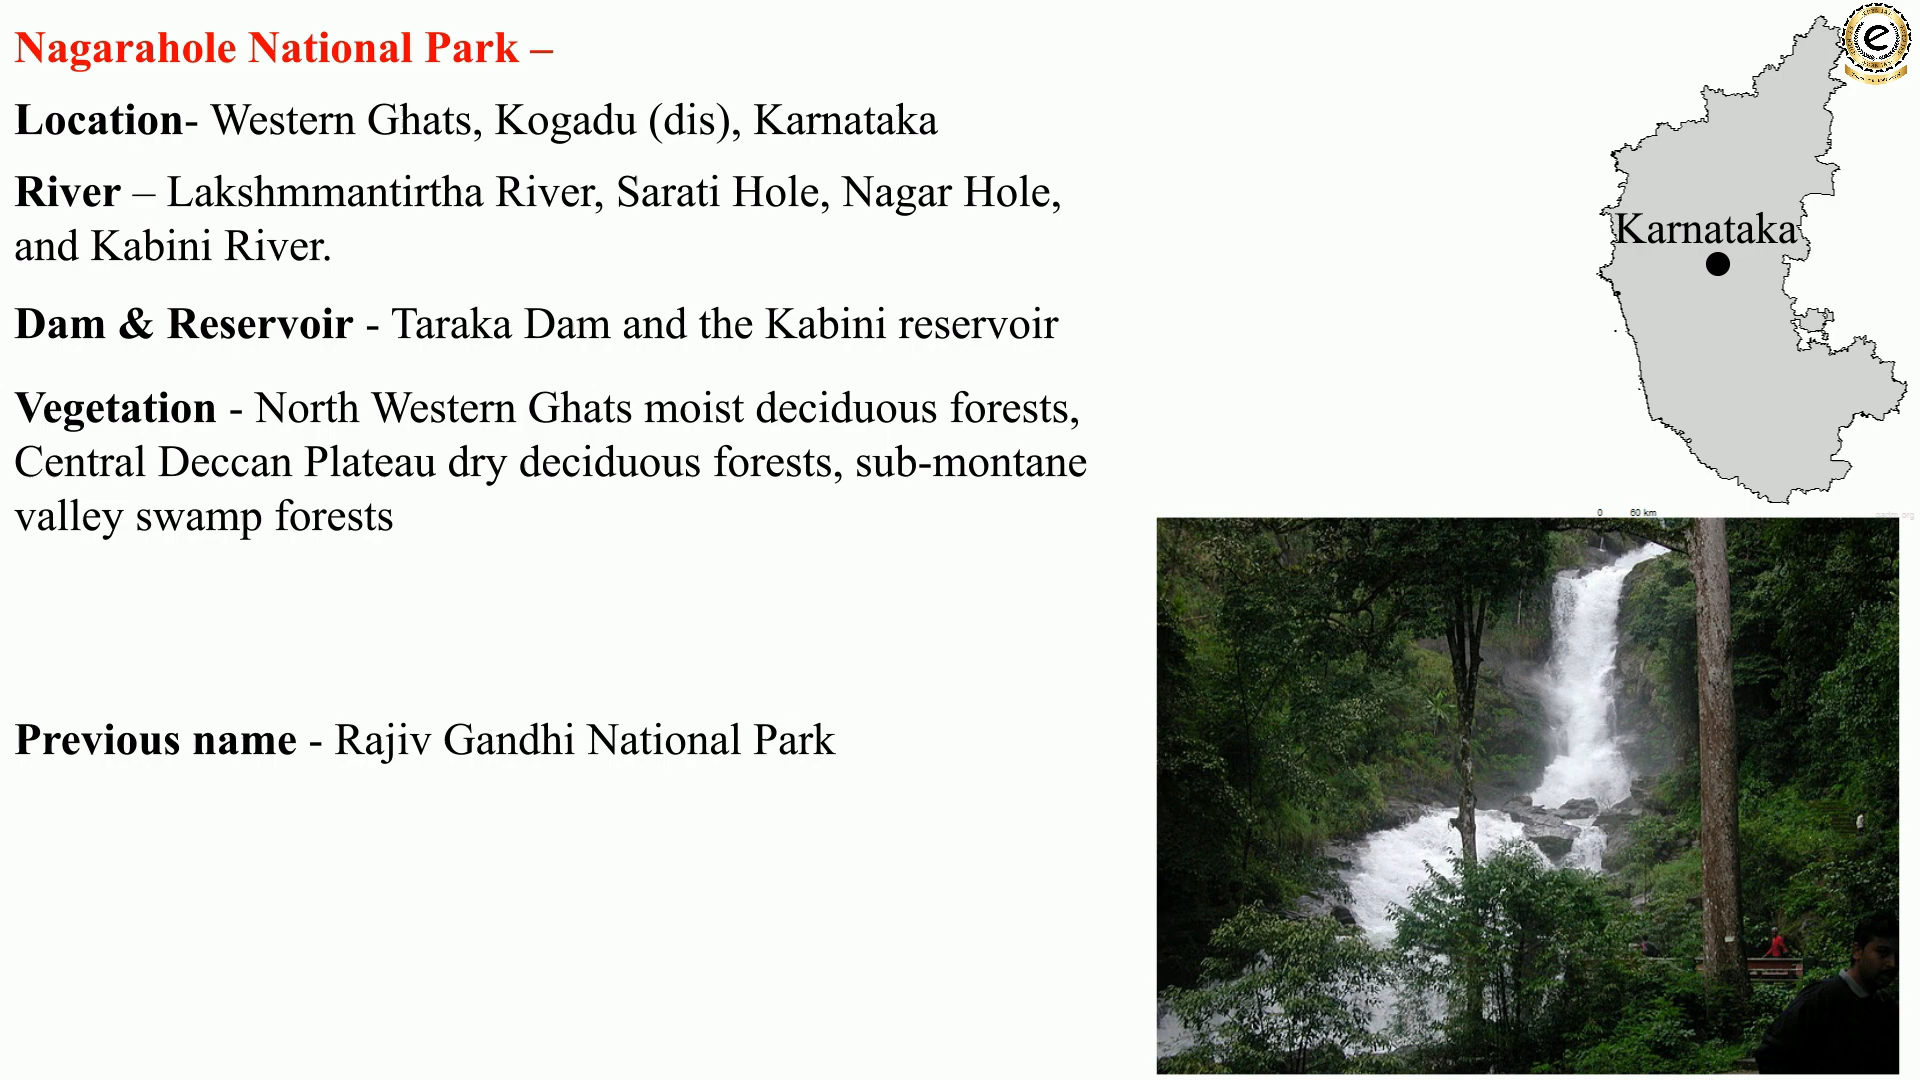 Nagarahole National Park –
Location- Western Ghats, Kogadu (dis), Karnataka
River – Lakshmmantirtha River, Sarati Hole, Nagar Hole,
and Kabini River.
Dam & Reservoir - Taraka Dam and the Kabini reservoir
Vegetation - North Western Ghats moist deciduous forests,
Central Deccan Plateau dry deciduous forests, sub-montane
valley swamp forests
Previous name - Rajiv Gandhi National Park
e
Karnataka
0 60 km